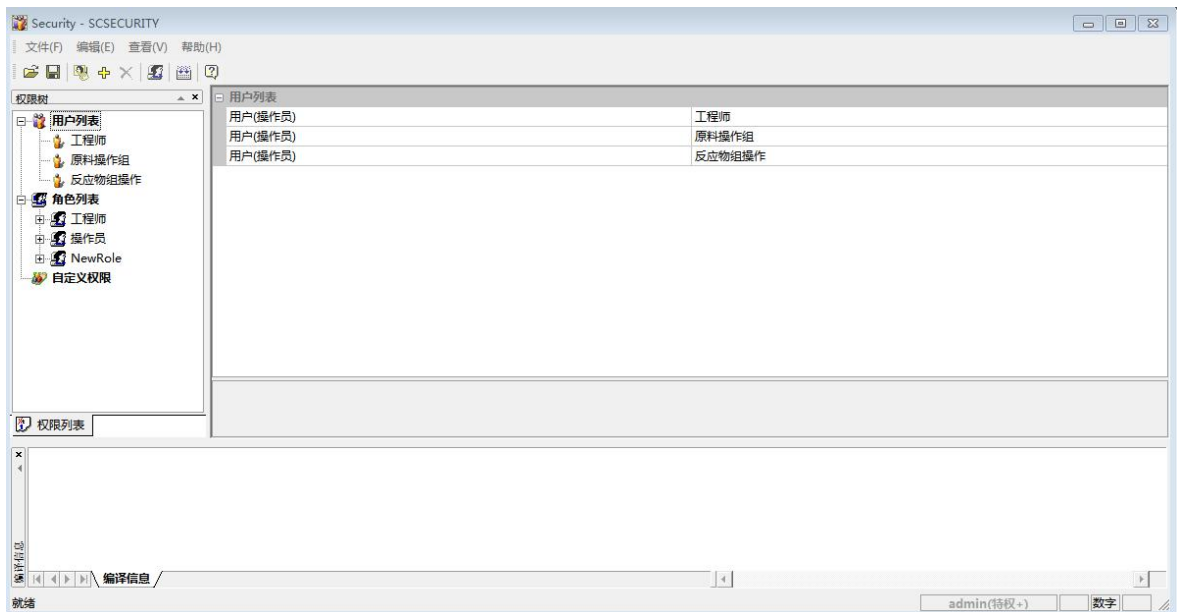 Security - SCSECURITY
文件(F) 编辑(E) 查看(V) 帮助(H)
权限树
用户列表
工程师
原料操作组
反应物组操作
角色列表
工程师
操作员
NewRole
自定义权限
权限列表
用户列表
用户(操作员) 工程师
用户(操作员) 原料操作组
用户(操作员) 反应物组操作
编译信息
编译信息
就绪 admin(特权+) 数字